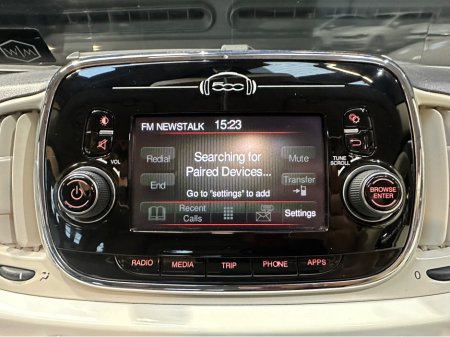 500
FM NEWSTALK 15:23
Redial
Searching for
Paired Devices...
Mute
End
Go to "settings" to add
Transfer
Recent
Calls
Settings
VOL
TUNE
SCROLL
BROWSE
ENTER
RADIO MEDIA TRIP PHONE APPS
0